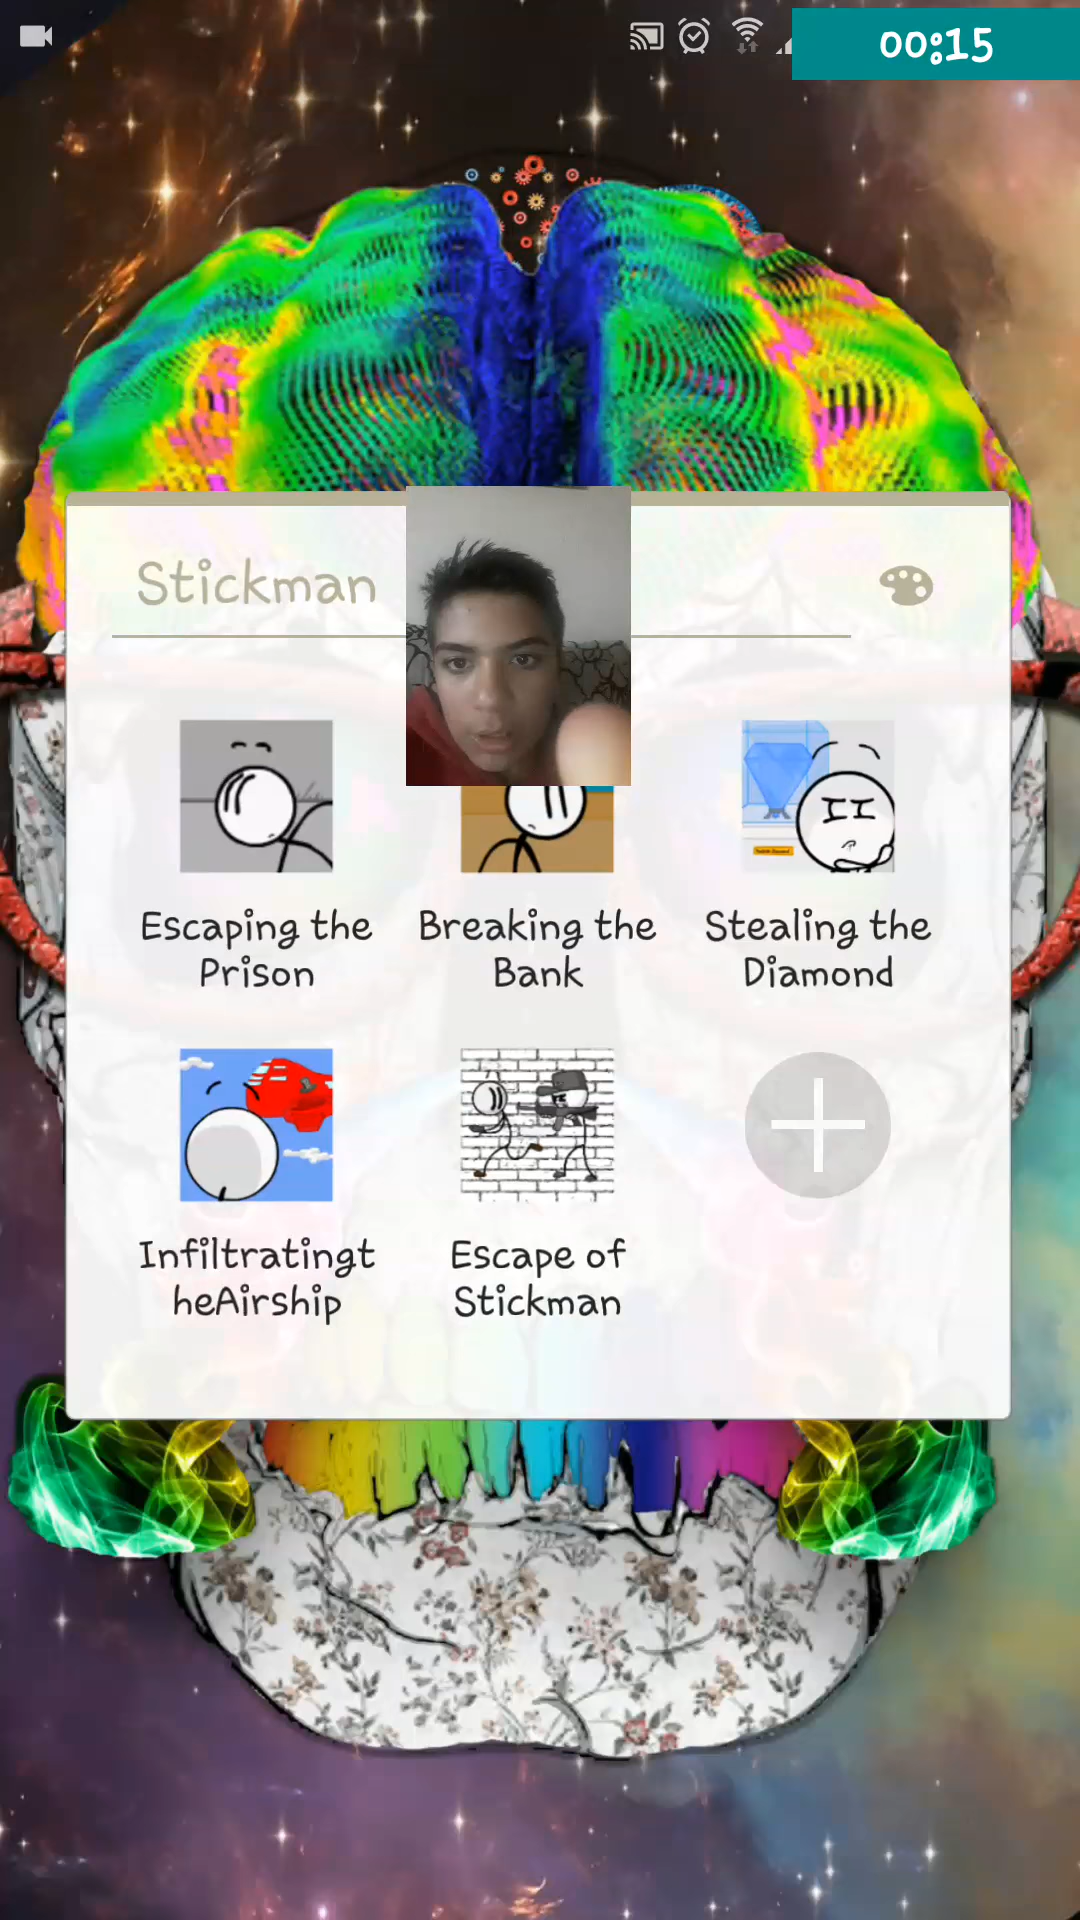 00:15
Stickman
Escaping the
Prison
Breaking the
Bank
Stealing the
Diamond
Infiltratingt
heAirship
Escape of
Stickman